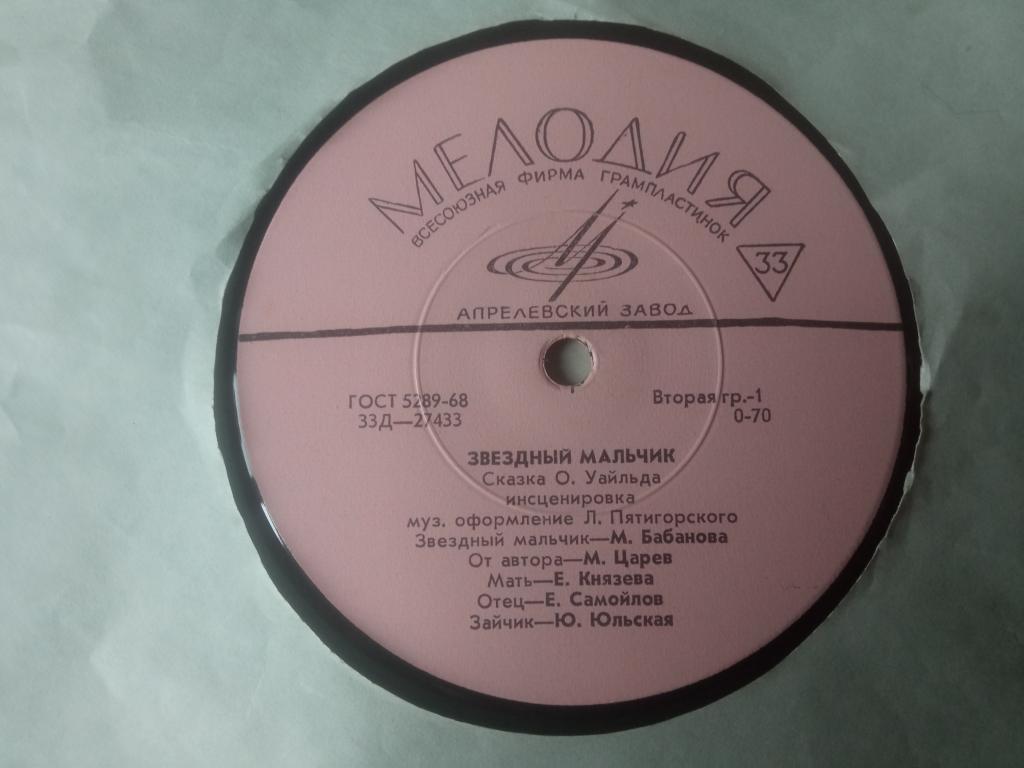 МЕЛОДИЯ
ВСЕСОЮЗНАЯ ФИРМА ГРАМПЛАСТИНОК
33
АПРЕЛЕВСКИЙ ЗАВОД
ГОСТ 5289-68 Вторая гр.-1
33Д—27433 0-70
ЗВЕЗДНЫЙ МАЛЬЧИК
Сказка О. Уайльда
инсценировка
муз. оформление Л. Пятигорского
Звездный мальчик—М. Бабанова
От автора—М. Царев
Мать—Е. Князева
Отец—Е. Самойлов
Зайчик—Ю. Юльская